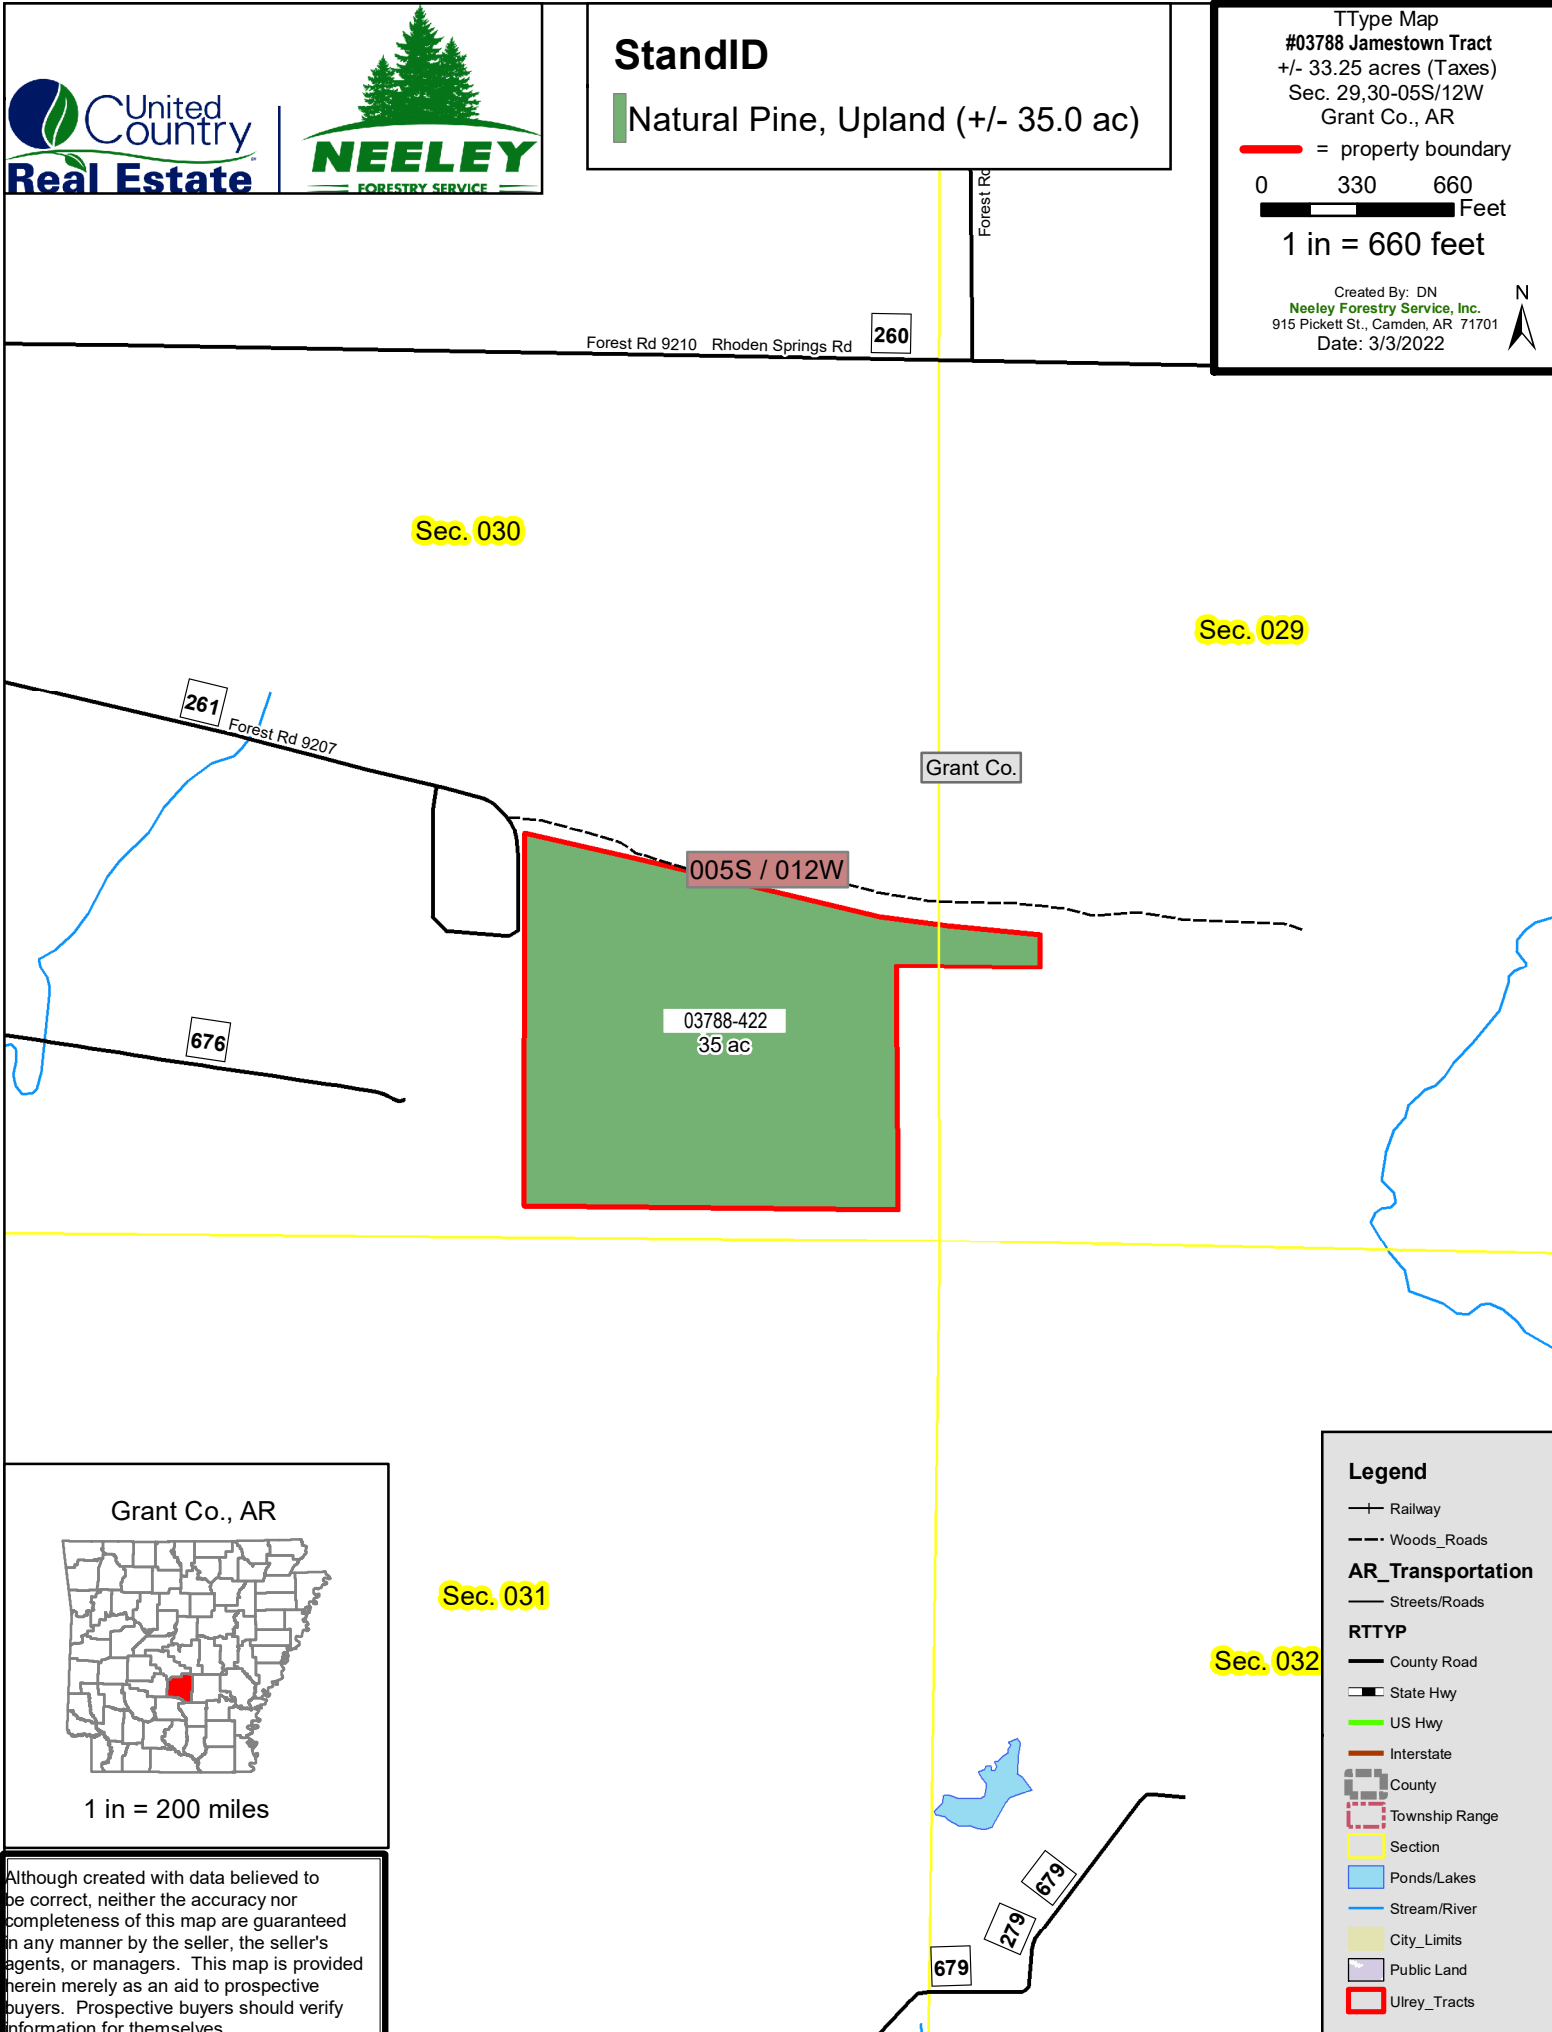 United
Country
Real Estate
NEELEY
FORESTRY SERVICE
StandID
Natural Pine, Upland (+/- 35.0 ac)
TType Map
#03788 Jamestown Tract
+/- 33.25 acres (Taxes)
Sec. 29,30-05S/12W
Grant Co., AR
= property boundary
0 330 660
Feet
1 in = 660 feet
Created By: DN
Neeley Forestry Service, Inc.
915 Pickett St., Camden, AR 71701
Date: 3/3/2022
N
Forest Rd
Forest Rd 9210 Rhoden Springs Rd
260
Sec. 030
Sec. 029
261
Forest Rd 9207
Grant Co.
005S / 012W
03788-422
35 ac
676
Grant Co., AR
1 in = 200 miles
Sec. 031
Sec. 032
679
279
679
Although created with data believed to
be correct, neither the accuracy nor
completeness of this map are guaranteed
in any manner by the seller, the seller's
agents, or managers. This map is provided
herein merely as an aid to prospective
buyers. Prospective buyers should verify
information for themselves.
Legend
Railway
Woods_Roads
AR_Transportation
Streets/Roads
RTTYP
County Road
State Hwy
US Hwy
Interstate
County
Township Range
Section
Ponds/Lakes
Stream/River
City_Limits
Public Land
Ulrey_Tracts